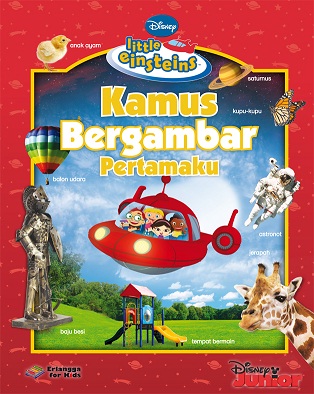 Disney
little
einsteins
anak ayam
saturnus
Kamus
Bergambar
Pertamaku
kupu-kupu
balon udara
astronot
jerapah
baju besi
tempat bermain
Erlangga
for Kids
Disney
Junior